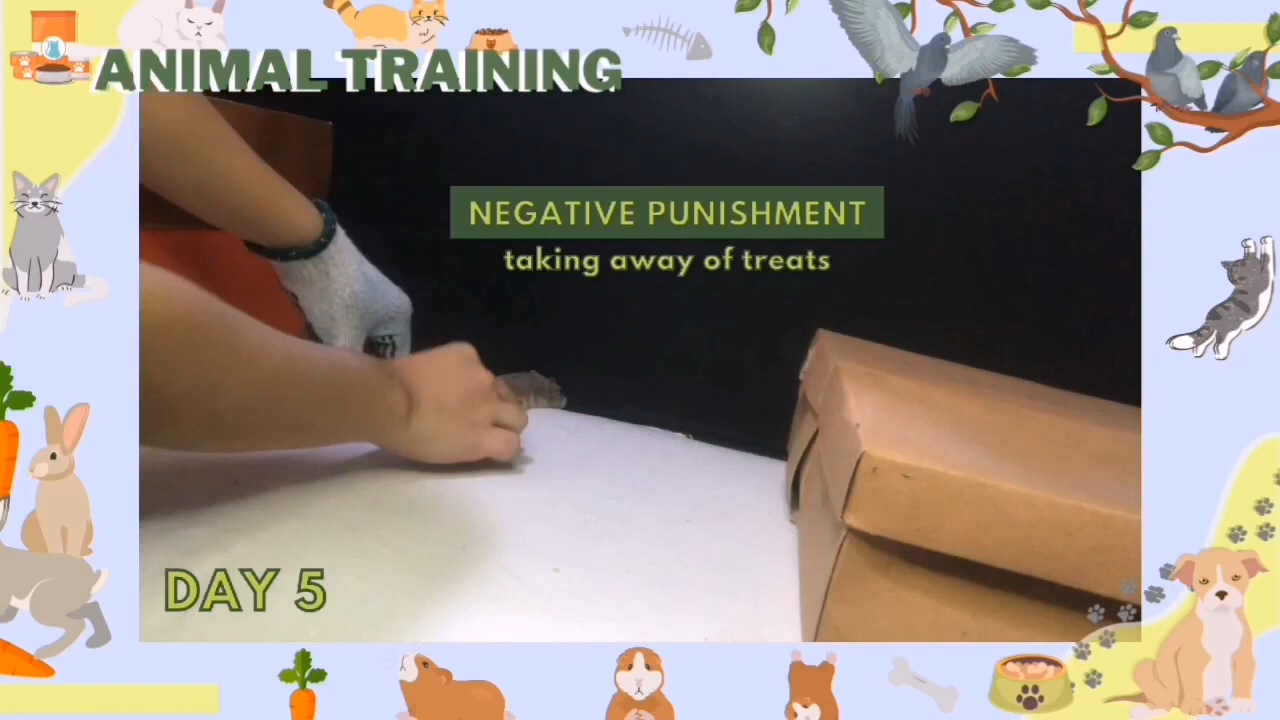 ANIMAL TRAINING
NEGATIVE PUNISHMENT
taking away of treats
DAY 5